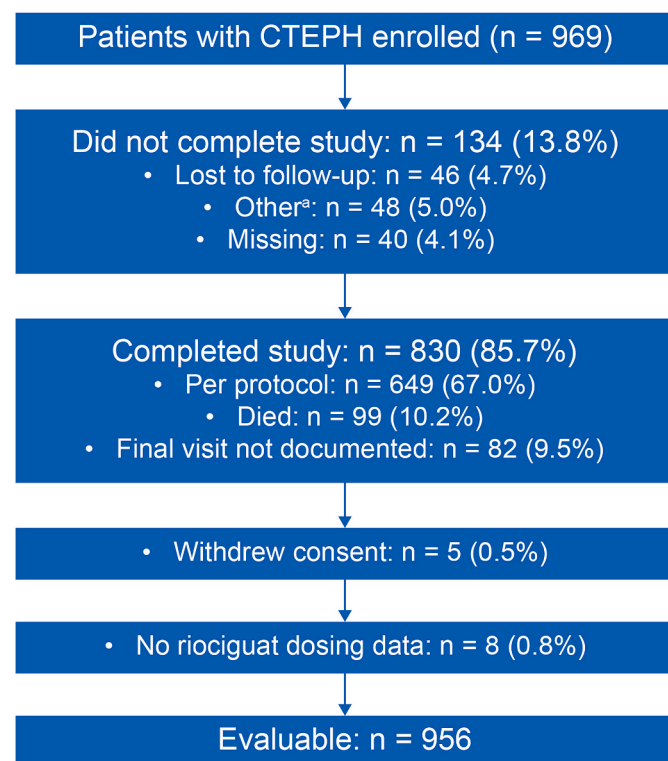 Patients with CTEPH enrolled (n = 969)
Did not complete study: n = 134 (13.8%)
• Lost to follow-up: n = 46 (4.7%)
• Otherᵃ: n = 48 (5.0%)
• Missing: n = 40 (4.1%)
Completed study: n = 830 (85.7%)
• Per protocol: n = 649 (67.0%)
• Died: n = 99 (10.2%)
• Final visit not documented: n = 82 (9.5%)
• Withdrew consent: n = 5 (0.5%)
• No riociguat dosing data: n = 8 (0.8%)
Evaluable: n = 956